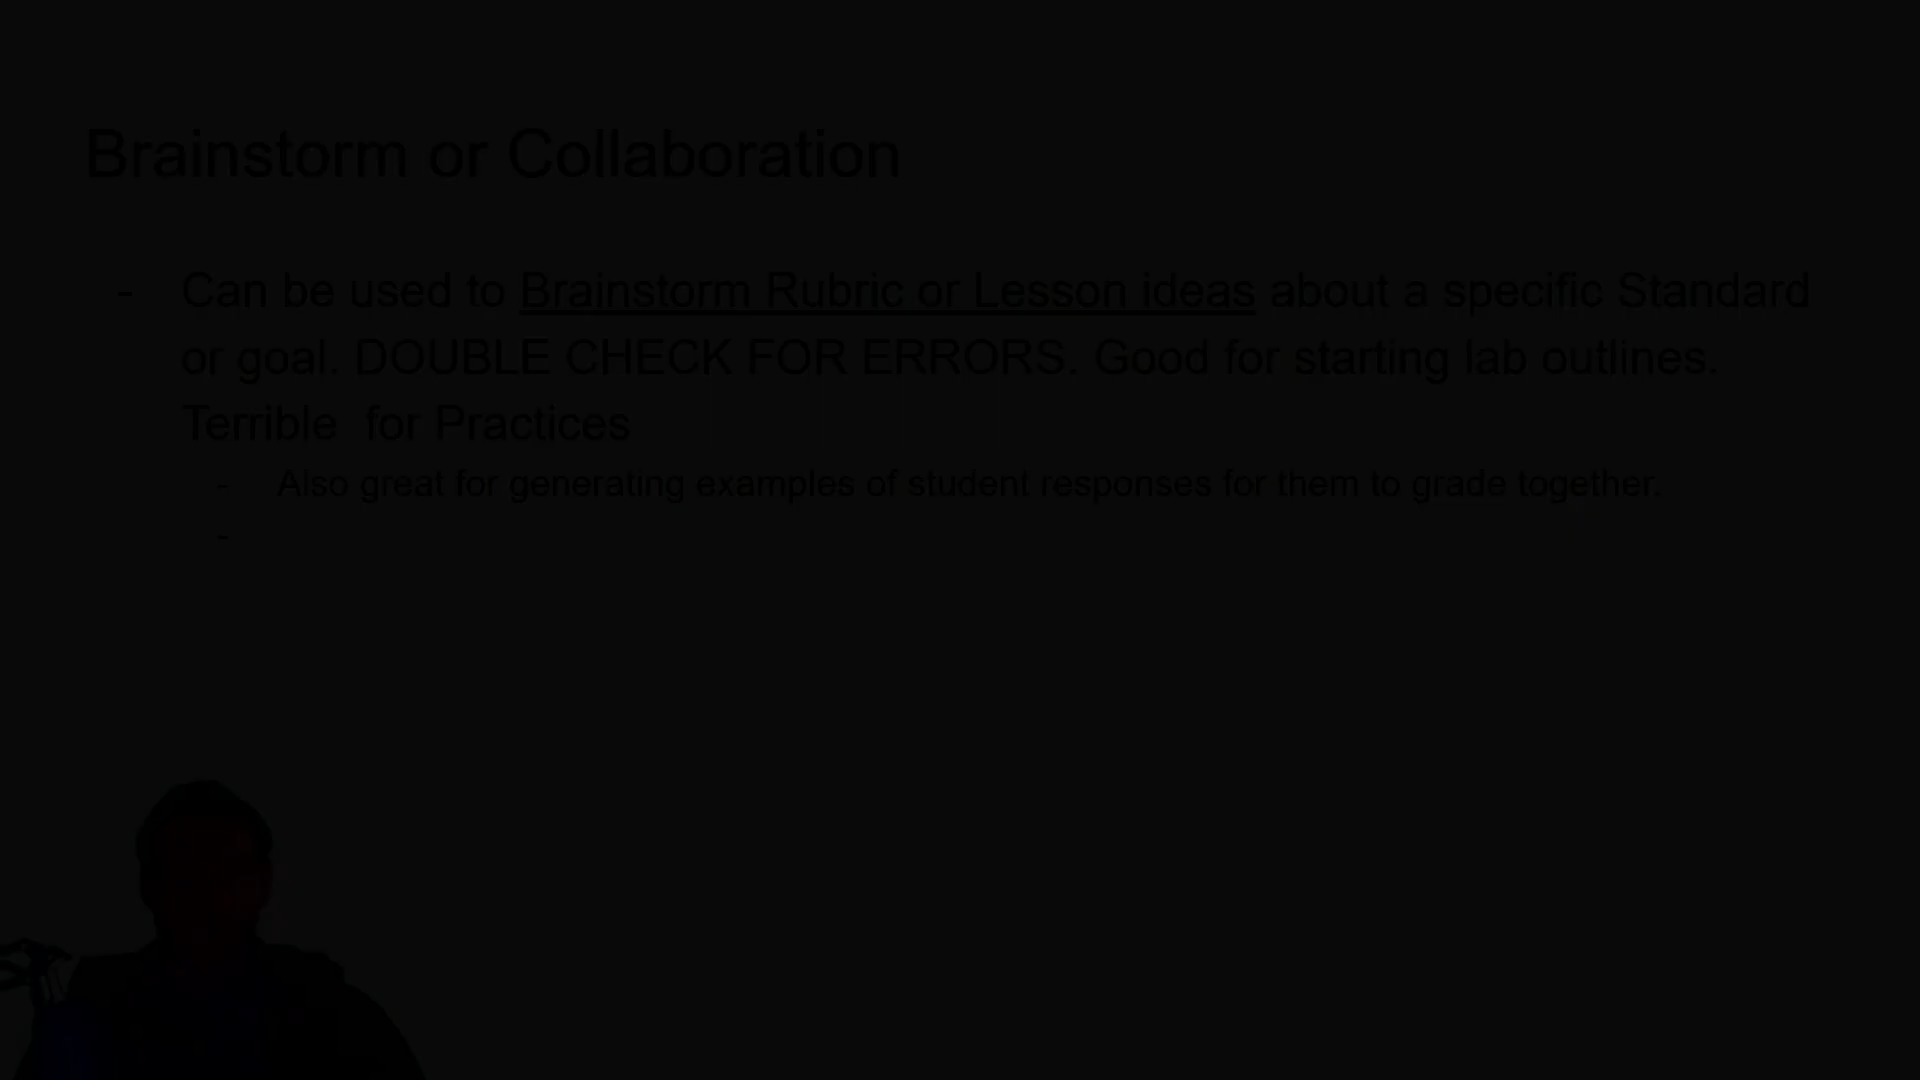 Brainstorm or Collaboration
- Can be used to Brainstorm Rubric or Lesson ideas about a specific Standard
or goal. DOUBLE CHECK FOR ERRORS. Good for starting lab outlines.
Terrible  for Practices
- Also great for generating examples of student responses for them to grade together.
-